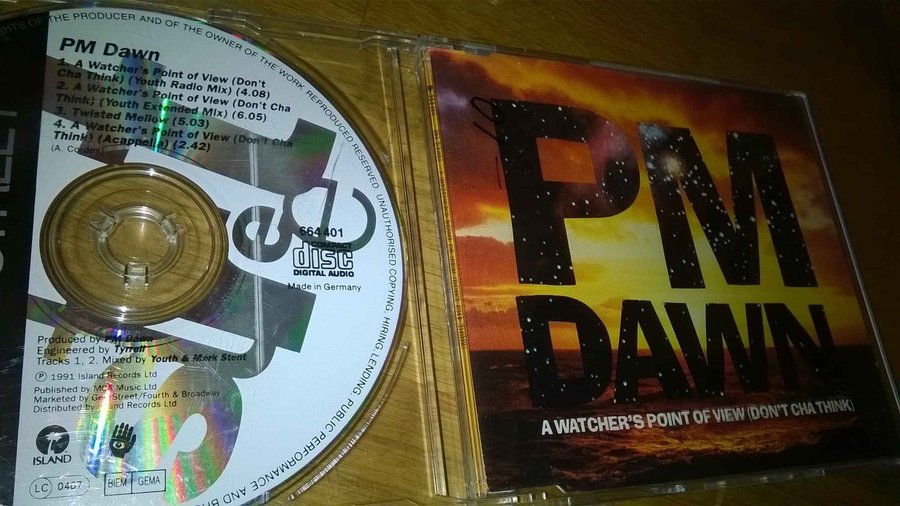 GHTS OF THE PRODUCER AND OF THE OWNER OF THE WORK REPRODUCED RESERVED. UNAUTHORISED COPYING, HIRING, LENDING, PUBLIC PERFORMANCE AND
PM Dawn
1. A Watcher's Point of View (Don't
Cha Think) (Youth Radio Mix) (4.08)
2. A Watcher's Point of View (Don't Cha
Think) (Youth Extended Mix) (6.05)
3. Twisted Mellow (5.03)
4. A Watcher's Point of View (Don't Cha
Think) (Acappella) (2.42)
(A. Cordes)
664 401
COMPACT
disc
DIGITAL AUDIO
Made in Germany
Produced by PM Dawn
Engineered by Tyrrell
Tracks 1, 2. Mixed by Youth & Mark Stent
℗ 1991 Island Records Ltd
Published by MCA Music Ltd
Marketed by Gee Street/Fourth & Broadway
Distributed by Island Records Ltd
ISLAND
LC 0407
BIEM GEMA
PM
DAWN
A WATCHER'S POINT OF VIEW (DON'T CHA THINK)